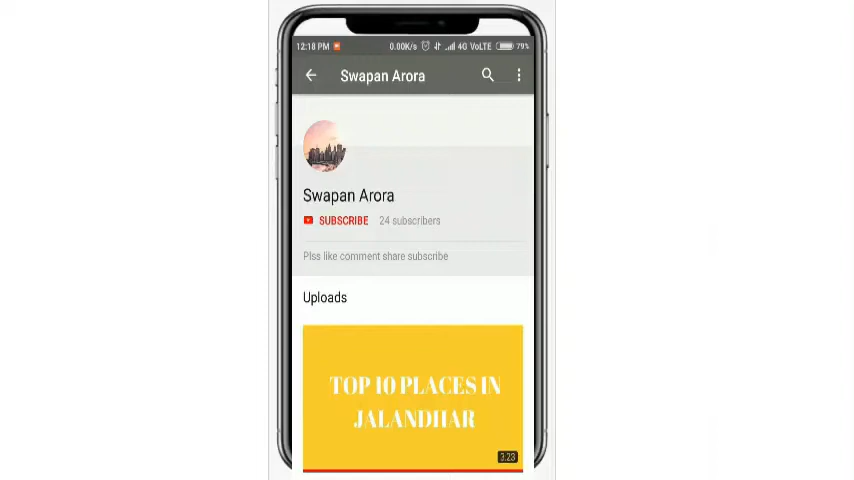 12:18 PM 0.00K/s 4G VoLTE 79%
Swapan Arora
Swapan Arora
SUBSCRIBE 24 subscribers
Plss like comment share subscribe
Uploads
TOP 10 PLACES IN
JALANDHAR
3:23